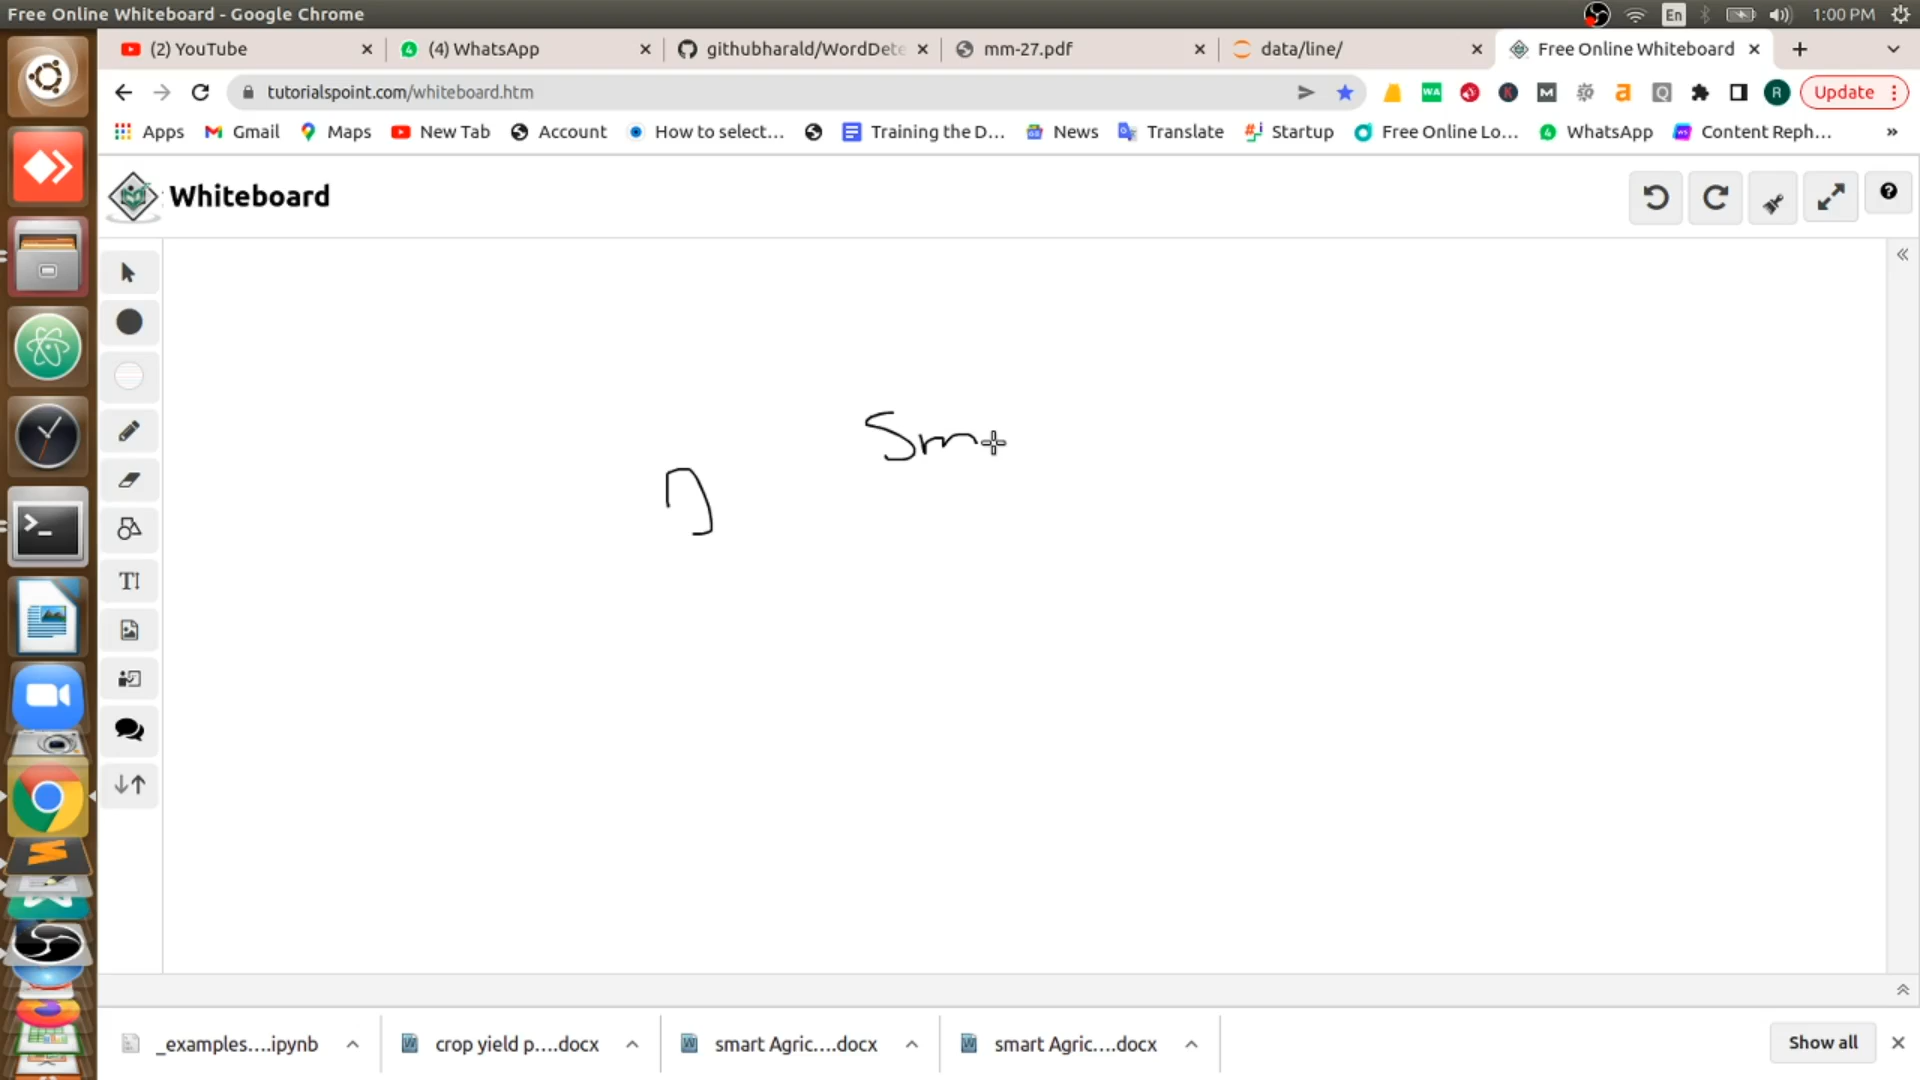 Free Online Whiteboard - Google Chrome
En
1:00 PM
(2) YouTube
(4) WhatsApp
githubharald/WordDete
mm-27.pdf
data/line/
Free Online Whiteboard
tutorialspoint.com/whiteboard.htm
WA
K
M
a
Q
R
Update
Apps
Gmail
Maps
New Tab
Account
How to select...
Training the D...
News
Translate
Startup
Free Online Lo...
WhatsApp
Content Reph...
»
Whiteboard
Sm
_examples....ipynb
crop yield p....docx
smart Agric....docx
smart Agric....docx
Show all